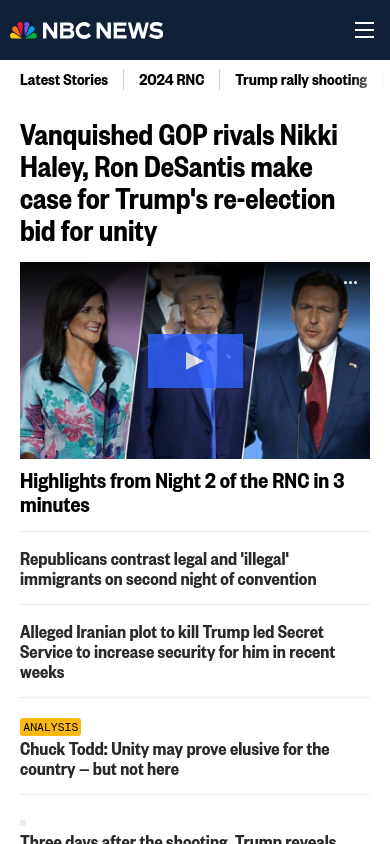 NBC NEWS
Latest Stories
2024 RNC
Trump rally shooting
Vanquished GOP rivals Nikki
Haley, Ron DeSantis make
case for Trump's re-election
bid for unity
Highlights from Night 2 of the RNC in 3
minutes
Republicans contrast legal and 'illegal'
immigrants on second night of convention
Alleged Iranian plot to kill Trump led Secret
Service to increase security for him in recent
weeks
ANALYSIS
Chuck Todd: Unity may prove elusive for the
country — but not here
Three days after the shooting, Trump reveals